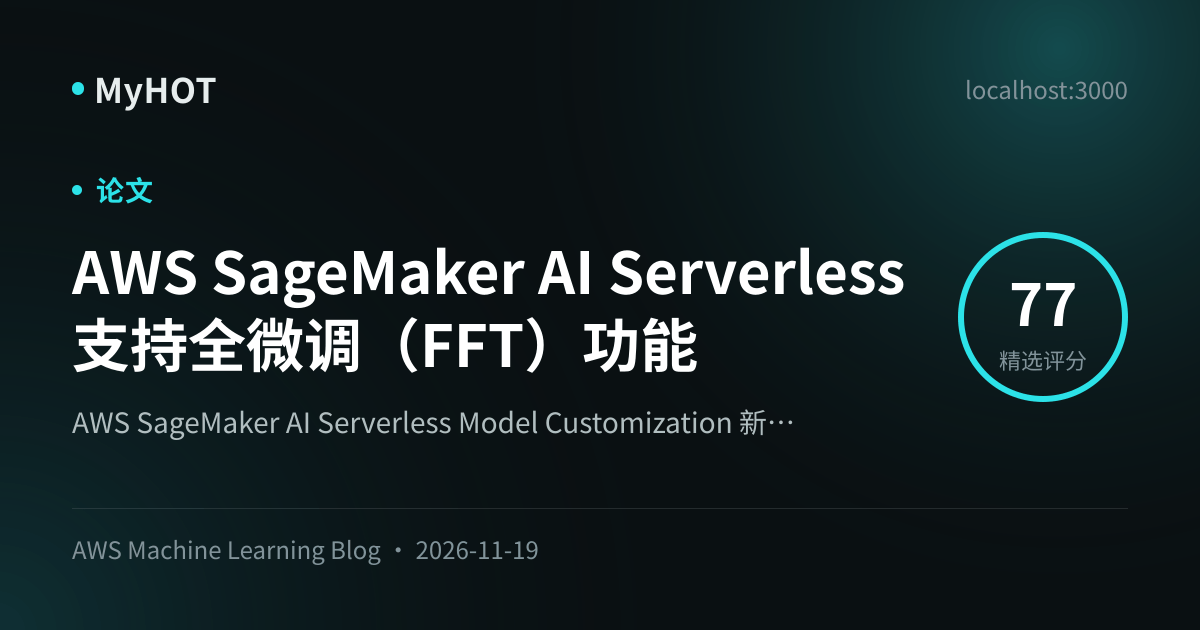 MyHOT
localhost:3000
论文
AWS SageMaker AI Serverless
支持全微调（FFT）功能
77
精选评分
AWS SageMaker AI Serverless Model Customization 新…
AWS Machine Learning Blog · 2026-11-19